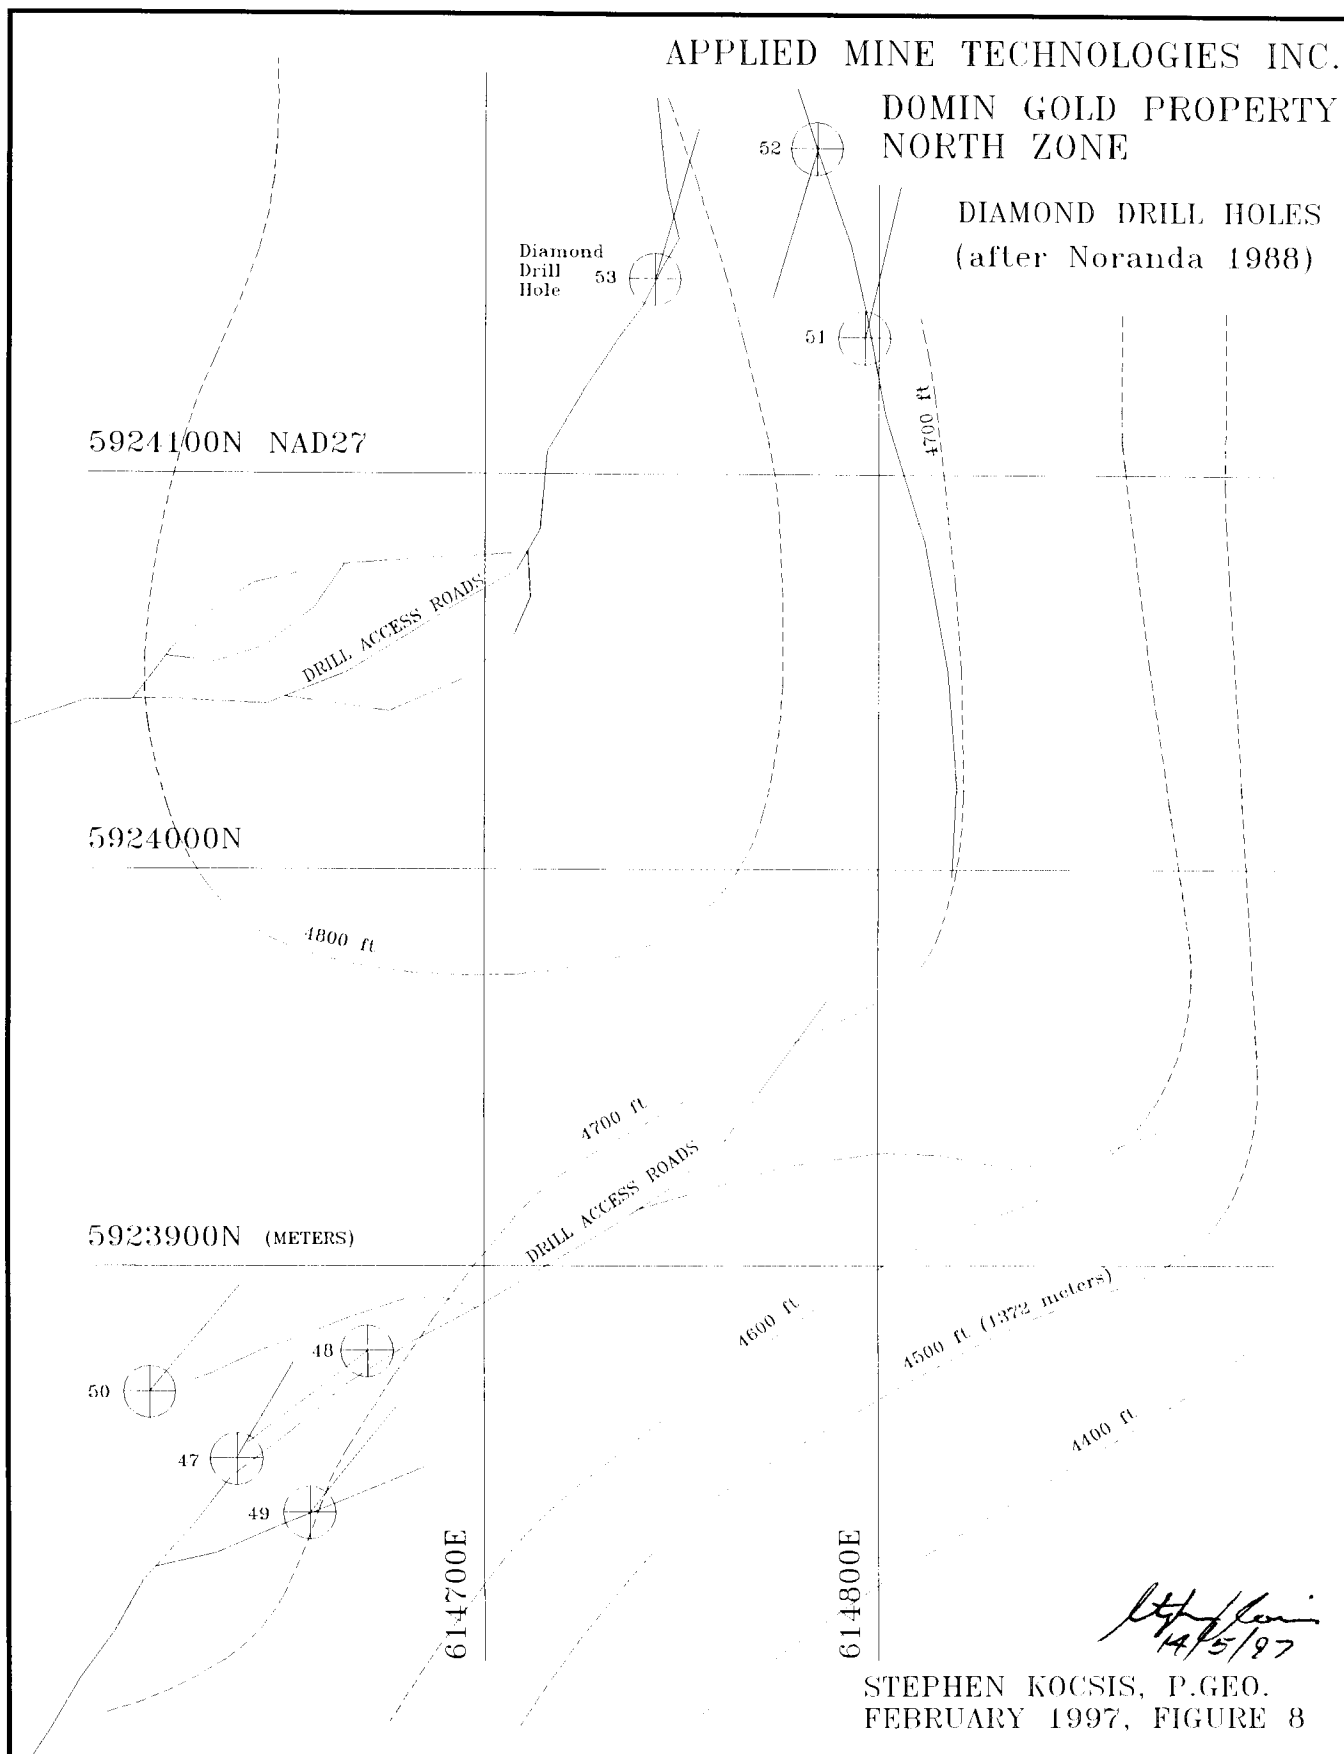 APPLIED MINE TECHNOLOGIES INC.
DOMIN GOLD PROPERTY
NORTH ZONE
DIAMOND DRILL HOLES
(after Noranda 1988)
52
Diamond
Drill
Hole
53
51
4700 ft
5924100N NAD27
DRILL ACCESS ROADS
5924000N
4800 ft
4700 ft
DRILL ACCESS ROADS
5923900N (METERS)
4600 ft
4500 ft (1372 meters)
4400 ft
48
50
47
49
614700E
614800E
14/5/97
STEPHEN KOCSIS, P.GEO.
FEBRUARY 1997, FIGURE 8